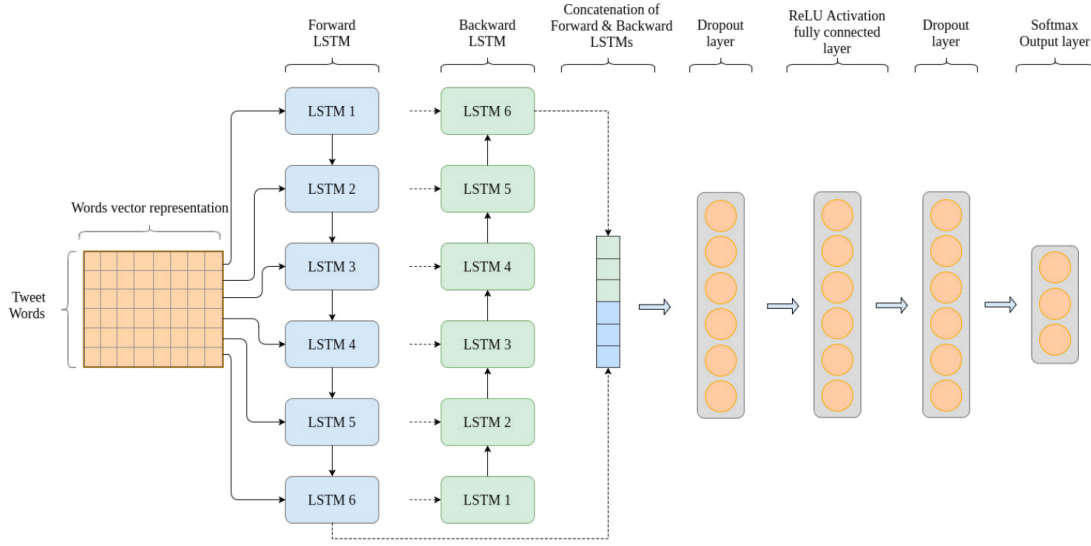 Forward
LSTM
Backward
LSTM
Concatenation of
Forward & Backward
LSTMs
Dropout
layer
ReLU Activation
fully connected
layer
Dropout
layer
Softmax
Output layer
Words vector representation
Tweet
Words
LSTM 1
LSTM 2
LSTM 3
LSTM 4
LSTM 5
LSTM 6
LSTM 6
LSTM 5
LSTM 4
LSTM 3
LSTM 2
LSTM 1